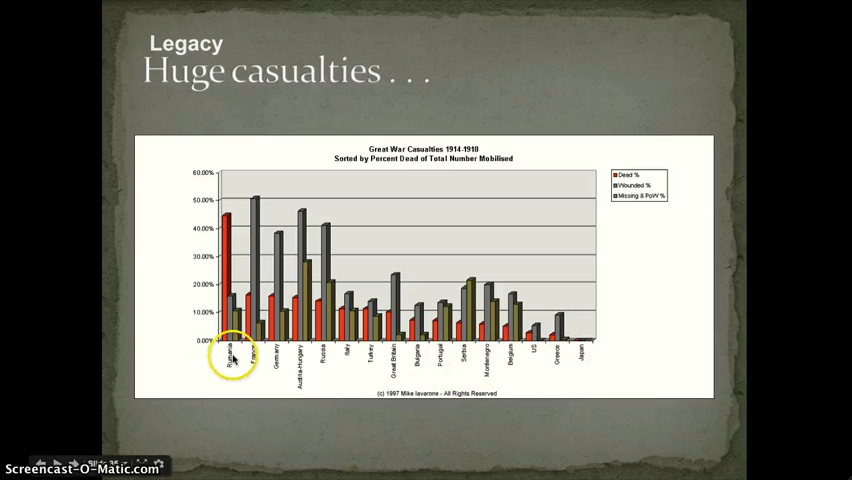 Legacy
Huge casualties . . .
Great War Casualties 1914-1918
Sorted by Percent Dead of Total Number Mobilised
60.00%
50.00%
40.00%
30.00%
20.00%
10.00%
0.00%
Dead %
Wounded %
Missing & PoW %
Rumania
France
Germany
Austria-Hungary
Russia
Italy
Turkey
Great Britain
Bulgaria
Portugal
Serbia
Montenegro
Belgium
US
Greece
Japan
(c) 1997 Mike Iavarone - All Rights Reserved
Screencast-O-Matic.com